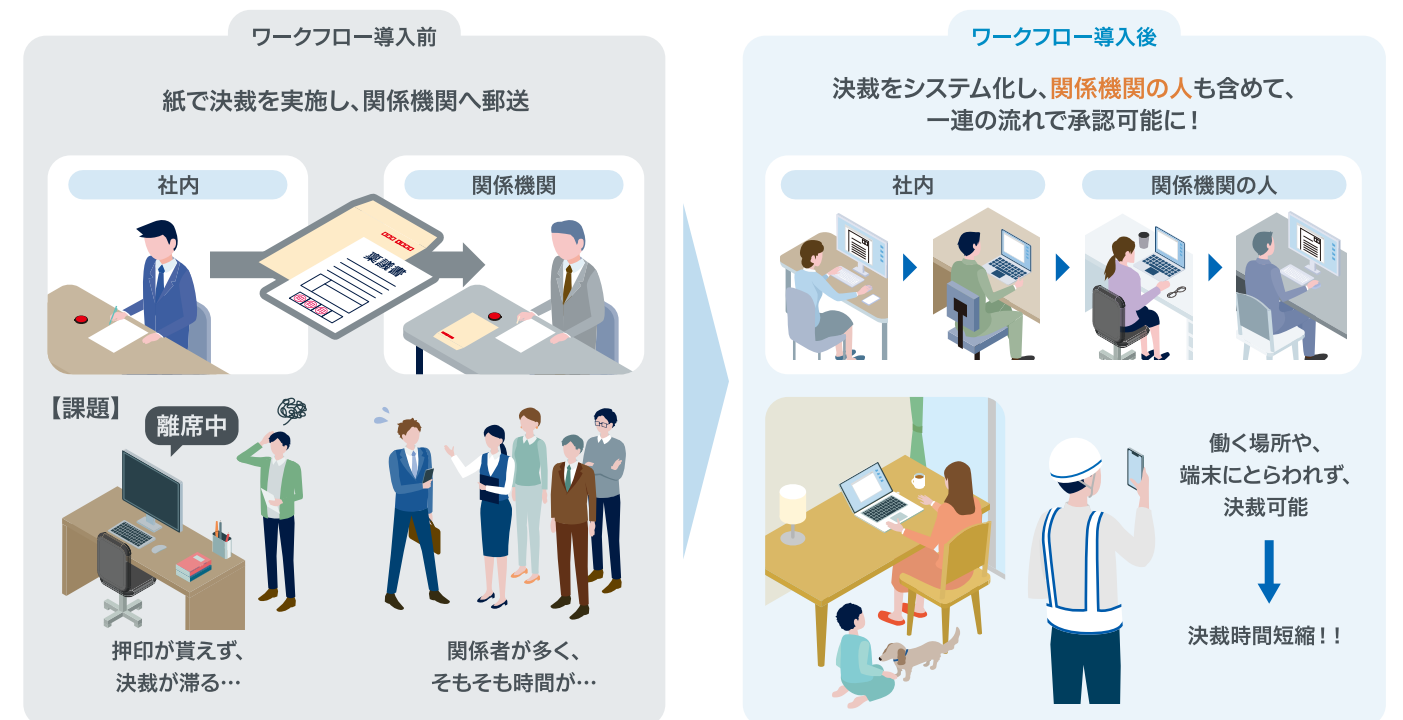 ワークフロー導入前
紙で決裁を実施し、関係機関へ郵送
社内
関係機関
稟議書
【課題】
離席中
押印が貰えず、
決裁が滞る…
関係者が多く、
そもそも時間が…
ワークフロー導入後
決裁をシステム化し、関係機関の人も含めて、
一連の流れで承認可能に！
社内
関係機関の人
働く場所や、
端末にとらわれず、
決裁可能
決裁時間短縮！！